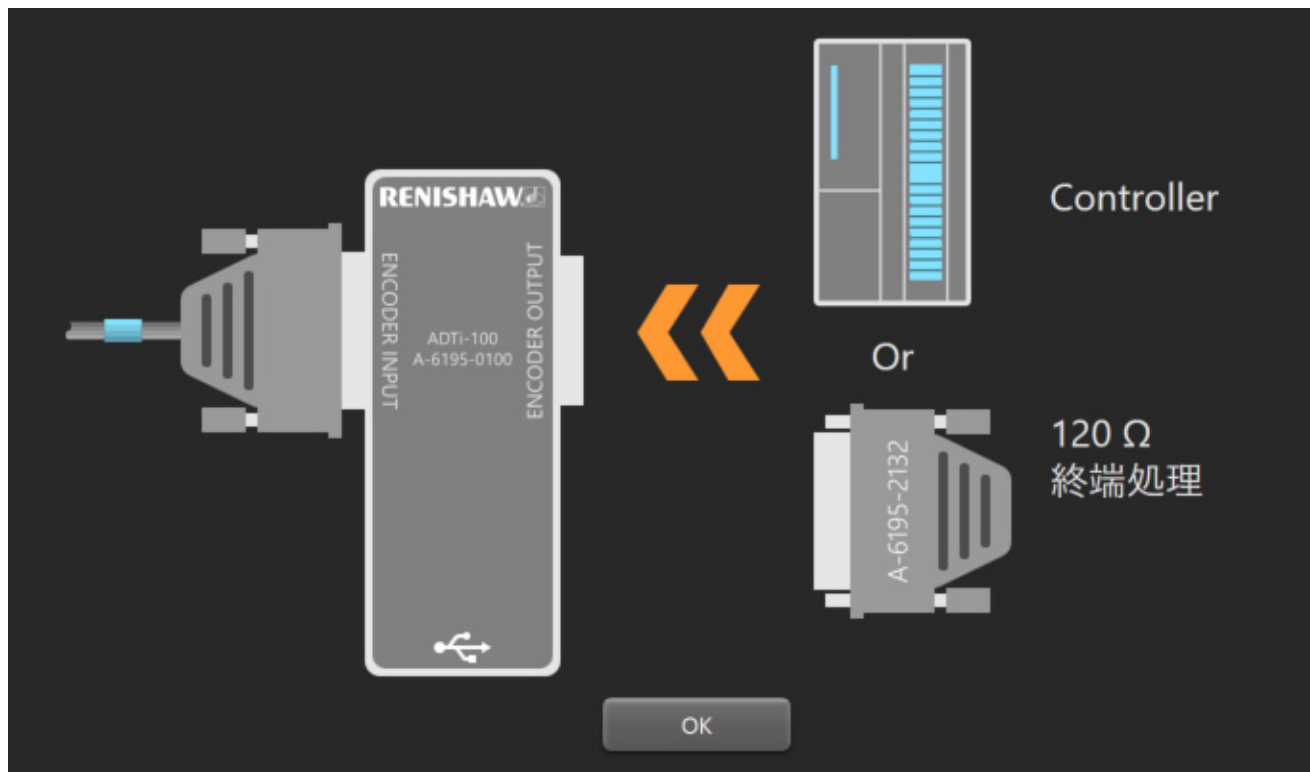 RENISHAW
ENCODER INPUT
ADTi-100
A-6195-0100
ENCODER OUTPUT
Controller
Or
A-6195-2132
120 Ω
終端処理
OK